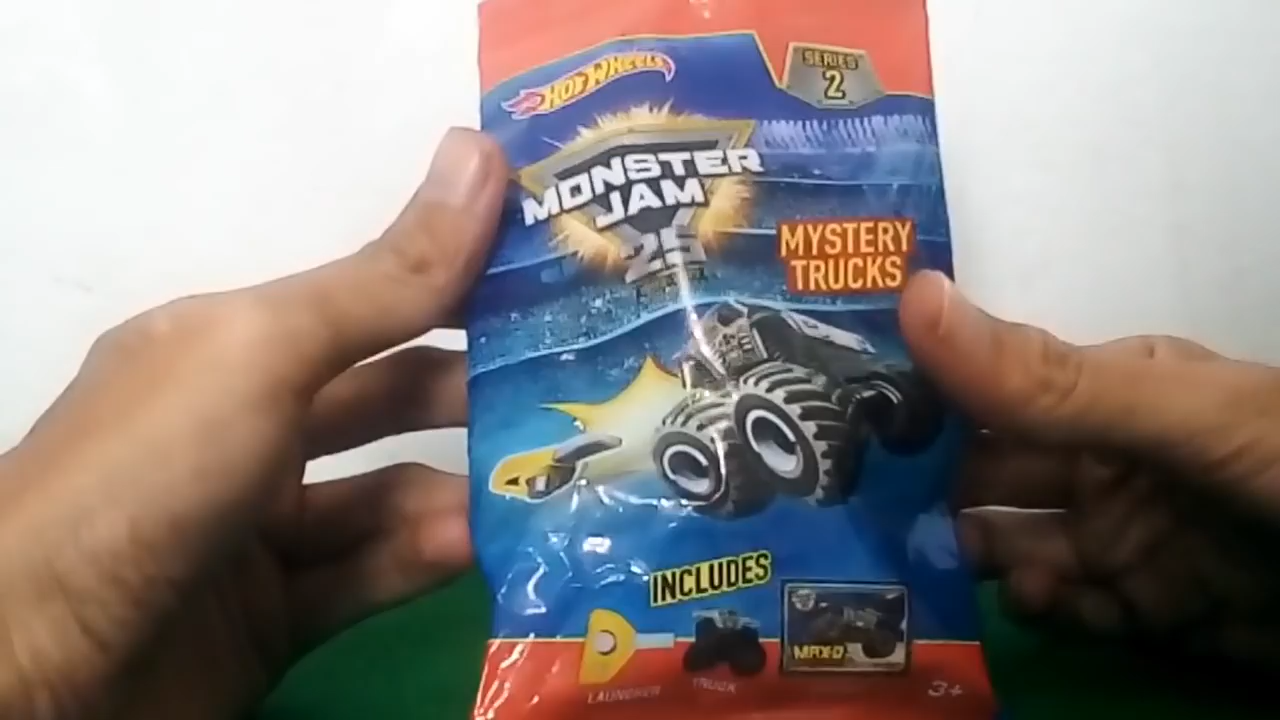 HOT WHEELS
SERIES
2
MONSTER
JAM
25
MYSTERY
TRUCKS
INCLUDES
MAX-D
LAUNCHER
TRUCK
3+